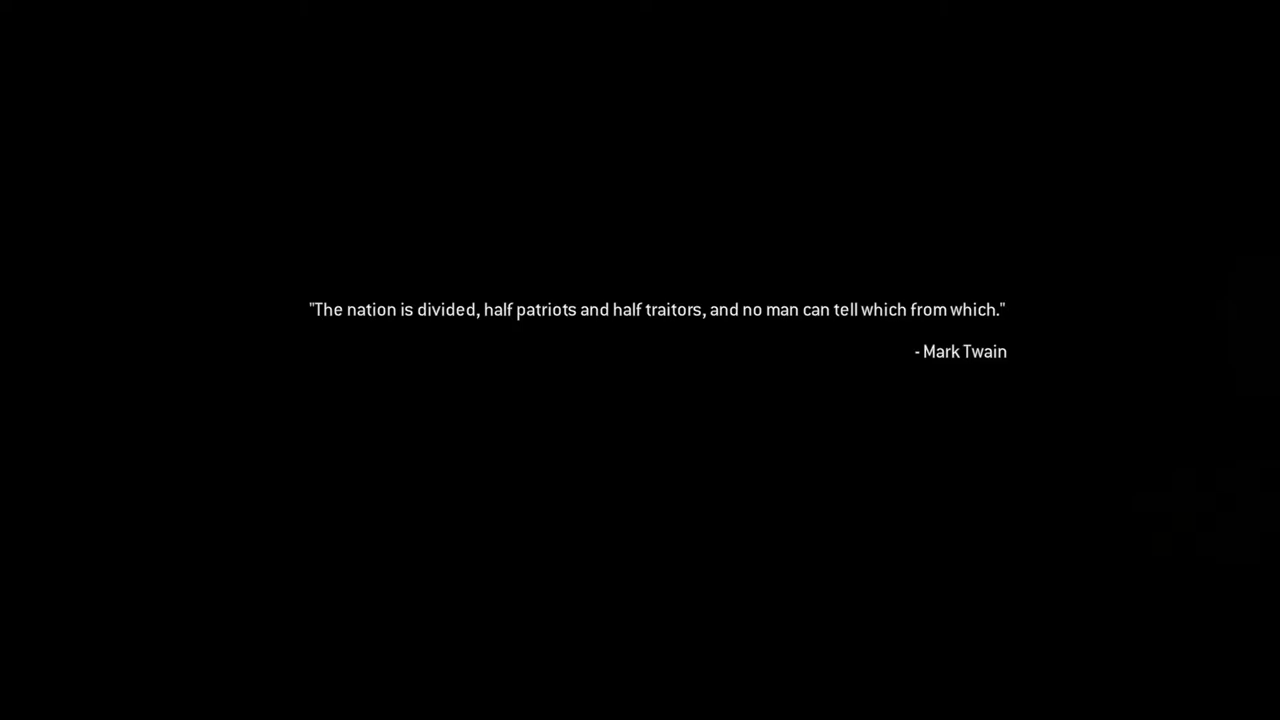 "The nation is divided, half patriots and half traitors, and no man can tell which from which."
- Mark Twain